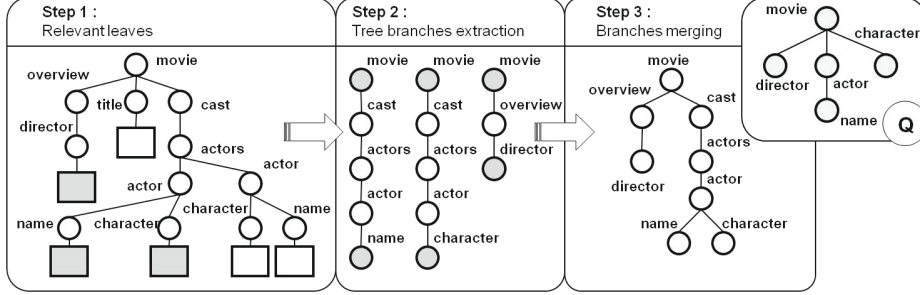 Step 1 :
Relevant leaves
movie
overview
title
cast
director
actors
actor
actor
name
character
character
name
Step 2 :
Tree branches extraction
movie movie movie
cast cast overview
actors actors director
actor actor
name character
Step 3 :
Branches merging
movie
overview
cast
actors
director
actor
name
character
movie
character
director
actor
name
Q